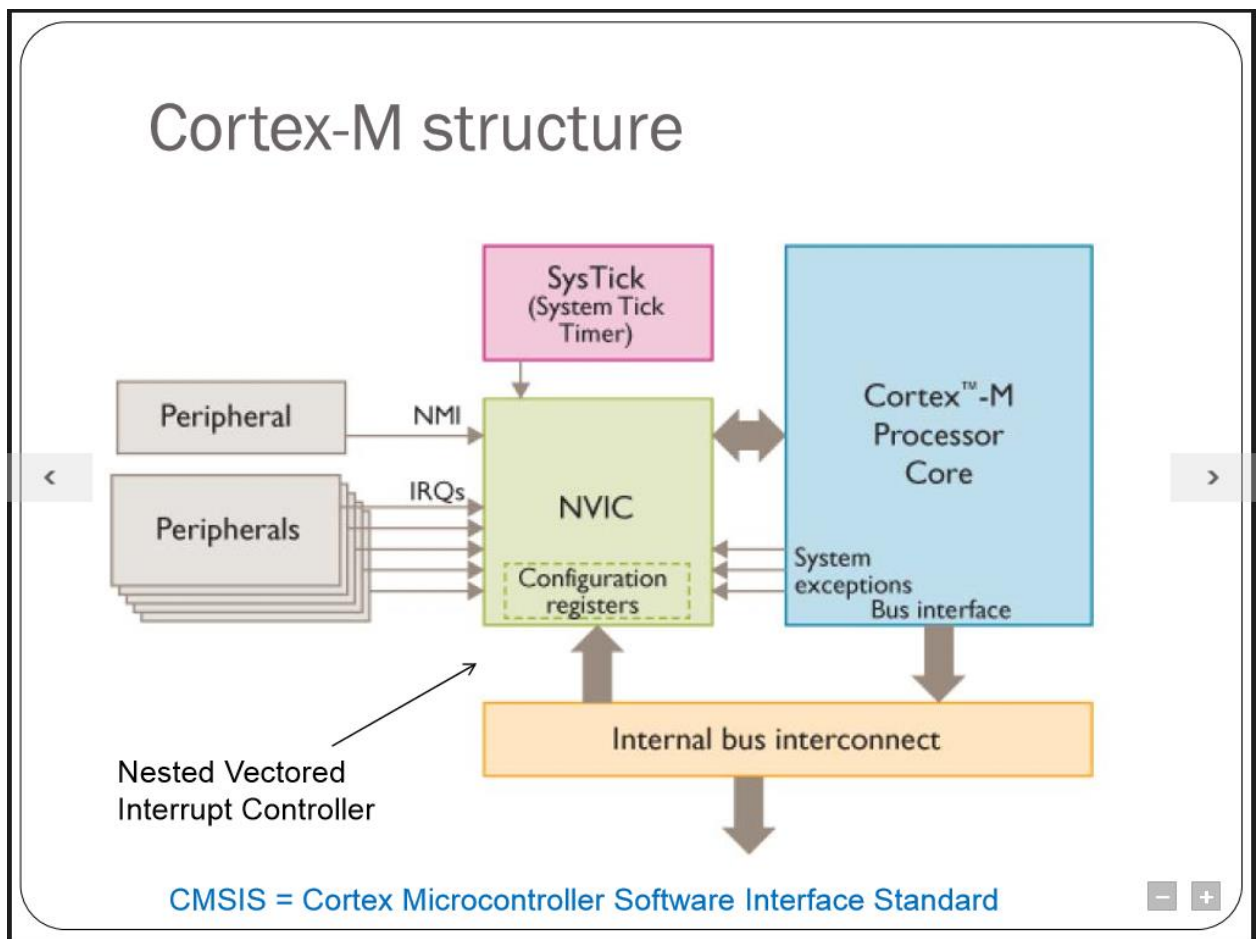 Cortex-M structure
SysTick
(System Tick
Timer)
Peripheral
NMI
Cortex™-M
Processor
Core
IRQs
Peripherals
NVIC
Configuration
registers
System
exceptions
Bus interface
Internal bus interconnect
Nested Vectored
Interrupt Controller
CMSIS = Cortex Microcontroller Software Interface Standard